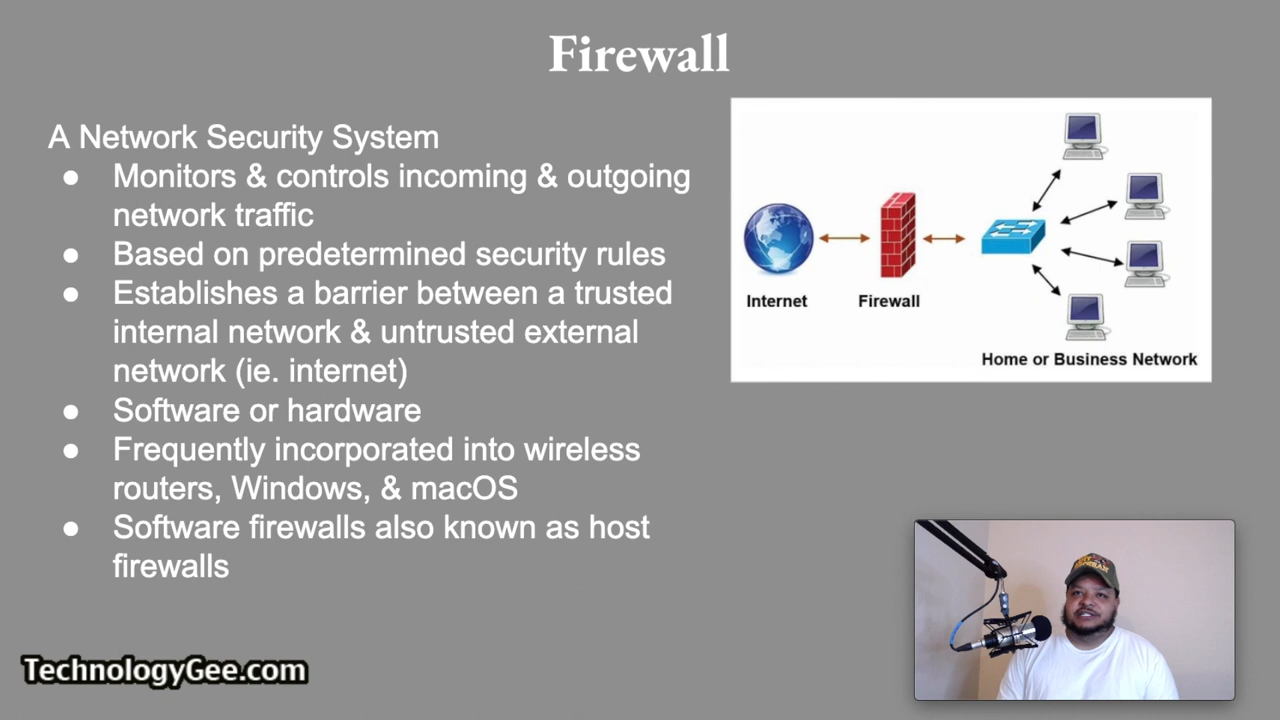 Firewall
A Network Security System
● Monitors & controls incoming & outgoing
network traffic
● Based on predetermined security rules
● Establishes a barrier between a trusted
internal network & untrusted external
network (ie. internet)
● Software or hardware
● Frequently incorporated into wireless
routers, Windows, & macOS
● Software firewalls also known as host
firewalls
Internet
Firewall
Home or Business Network
TechnologyGee.com